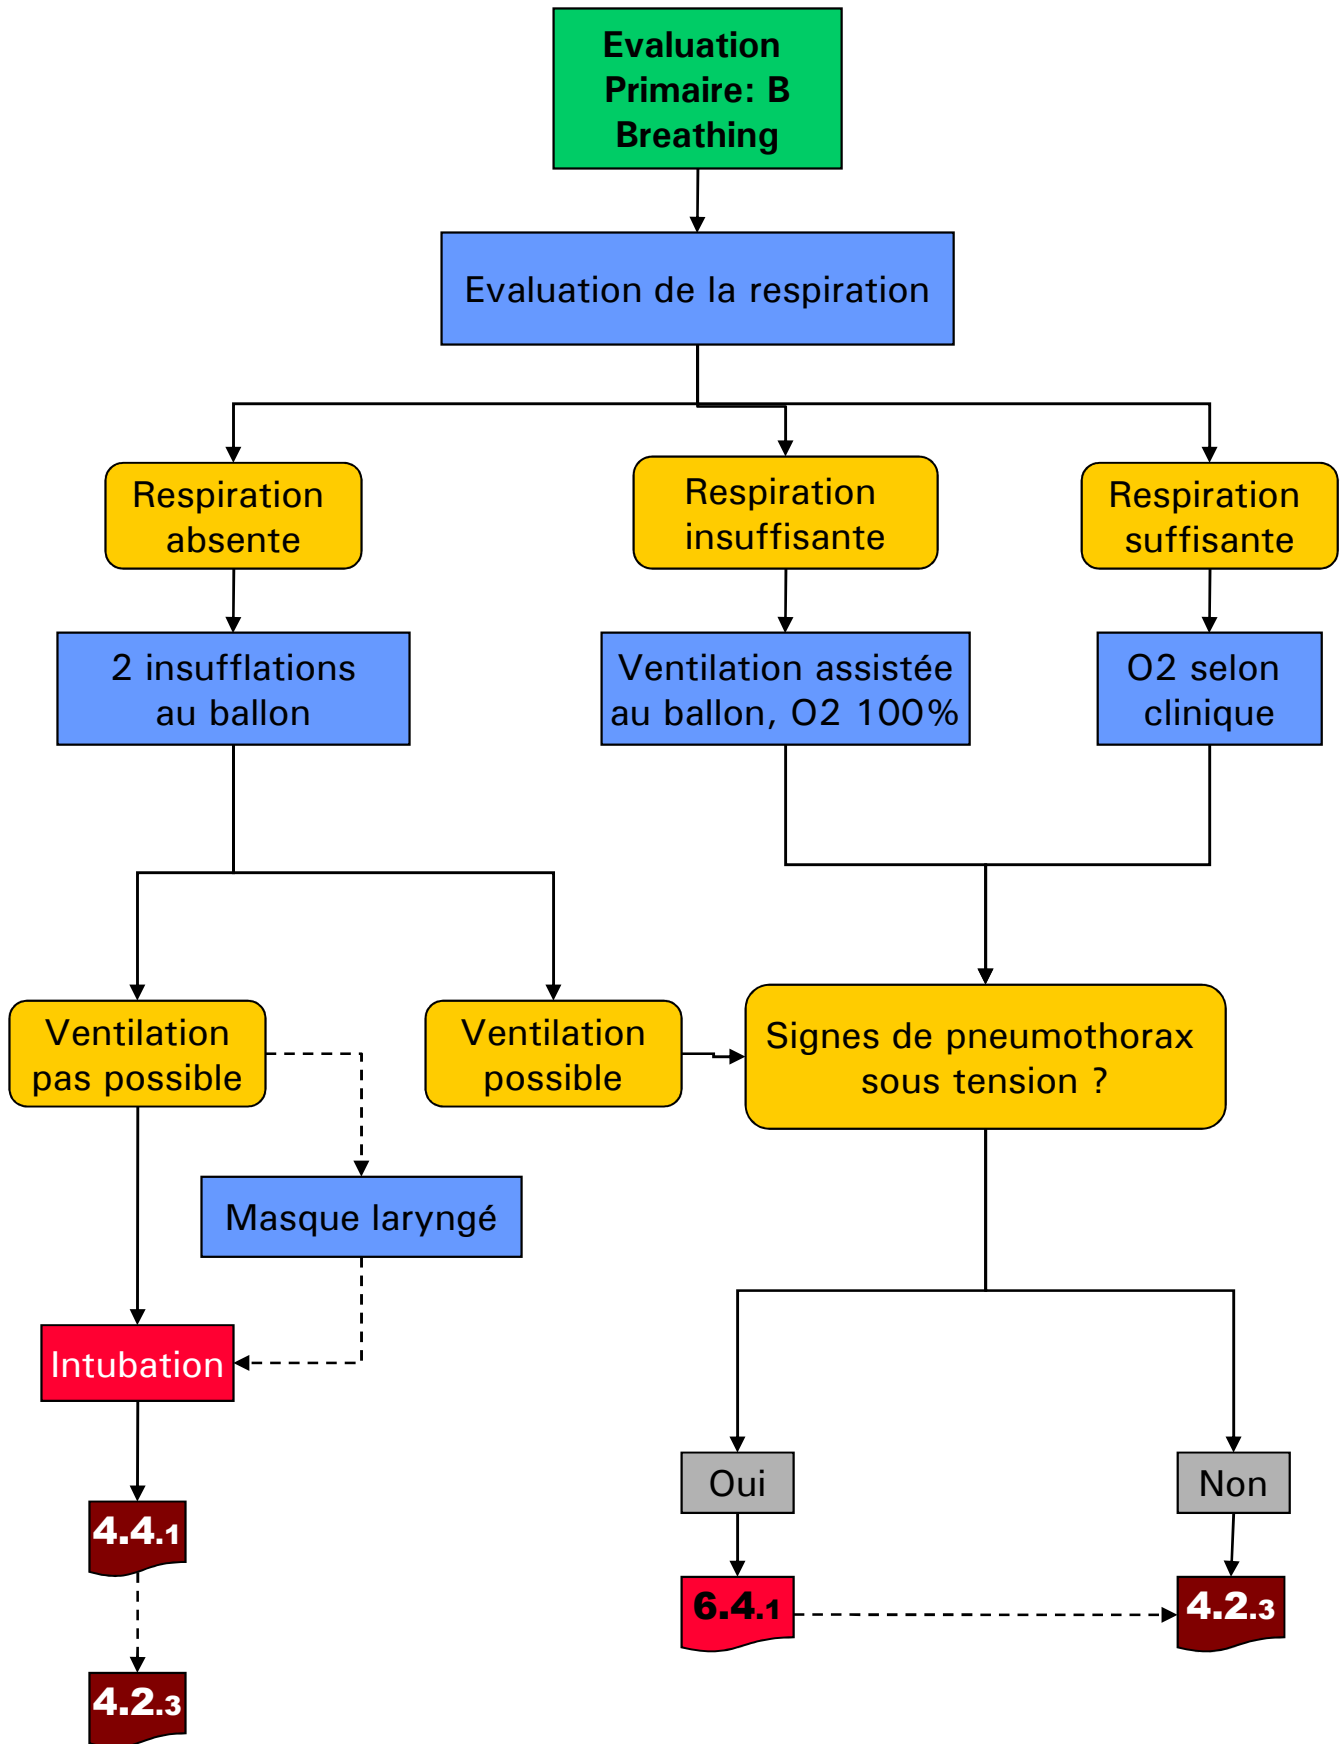 Evaluation
Primaire: B
Breathing
Evaluation de la respiration
Respiration
absente
Respiration
insuffisante
Respiration
suffisante
2 insufflations
au ballon
Ventilation assistée
au ballon, O2 100%
O2 selon
clinique
Ventilation
pas possible
Ventilation
possible
Signes de pneumothorax
sous tension ?
Masque laryngé
Intubation
Oui
Non
4.4.1
6.4.1
4.2.3
4.2.3